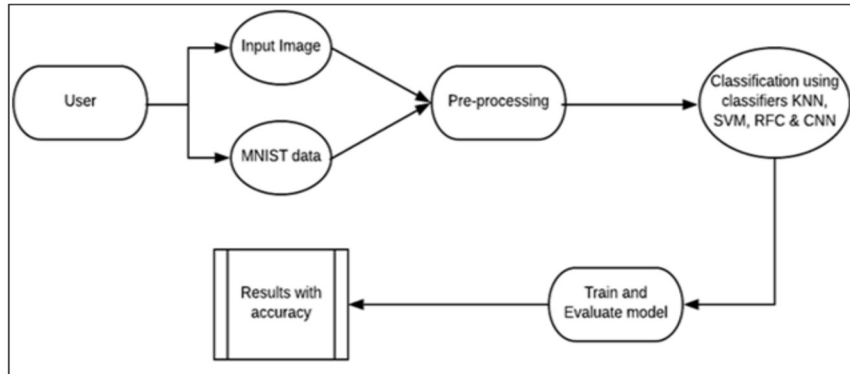 User
Input Image
MNIST data
Pre-processing
Classification using
classifiers KNN,
SVM, RFC & CNN
Train and
Evaluate model
Results with
accuracy